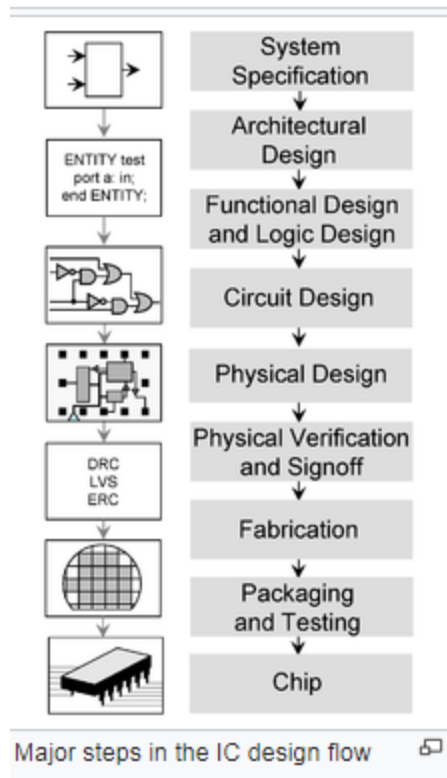 ENTITY test
port a: in;
end ENTITY;
DRC
LVS
ERC
System
Specification
Architectural
Design
Functional Design
and Logic Design
Circuit Design
Physical Design
Physical Verification
and Signoff
Fabrication
Packaging
and Testing
Chip
Major steps in the IC design flow